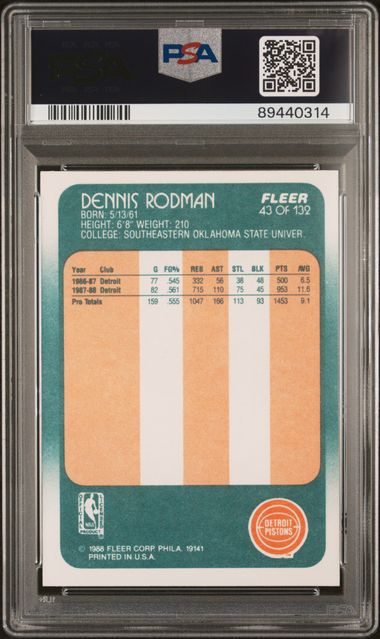 PSA
PSA
89440314
DENNIS RODMAN
FLEER
BORN: 5/13/61
43 OF 132
HEIGHT: 6'8" WEIGHT: 210
COLLEGE: SOUTHEASTERN OKLAHOMA STATE UNIVER.
Year Club G FG% REB AST STL BLK PTS AVG
1986-87 Detroit 77 .545 332 56 38 48 500 6.5
1987-88 Detroit 82 .561 715 110 75 45 953 11.6
Pro Totals 159 .555 1047 166 113 93 1453 9.1
NBA
DETROIT
PISTONS
© 1988 FLEER CORP. PHILA. 19141
PRINTED IN U.S.A.
PSA